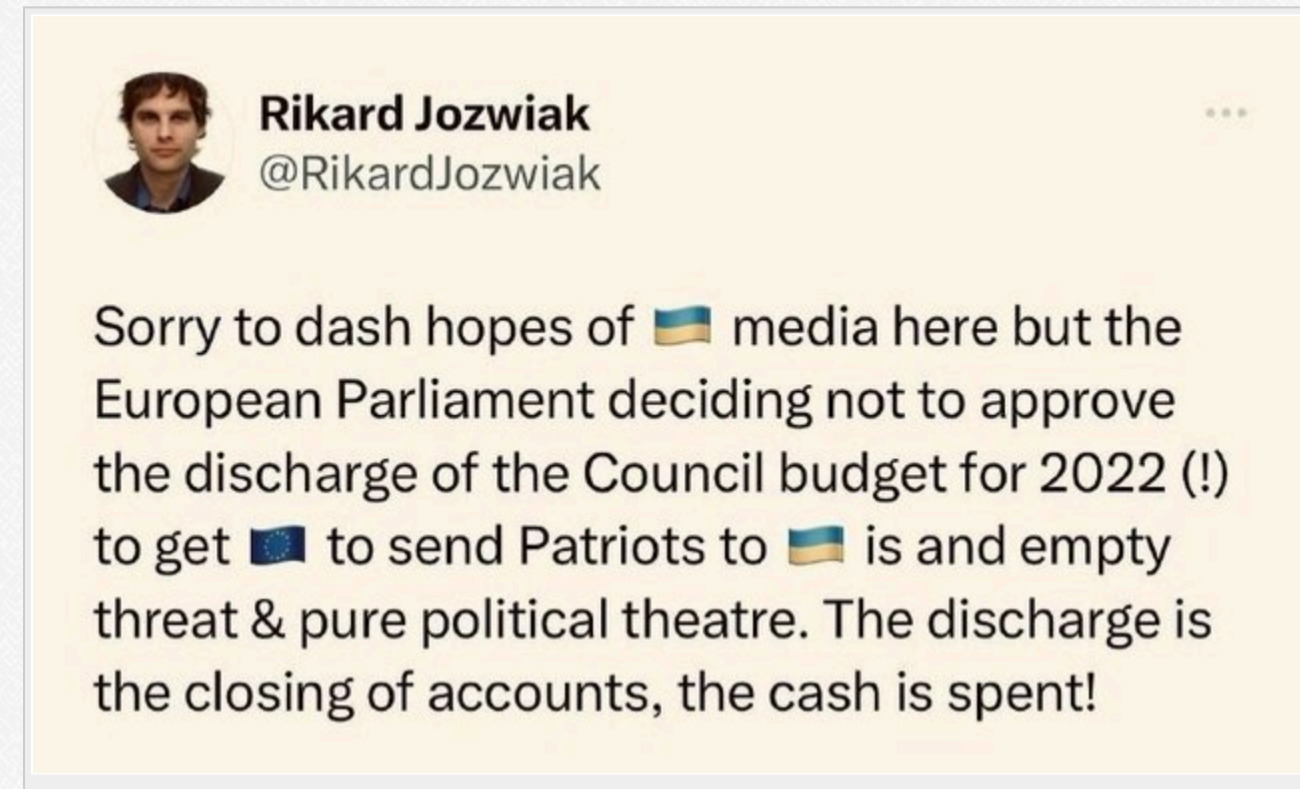 Rikard Jozwiak
@RikardJozwiak
Sorry to dash hopes of 🇺🇦 media here but the
European Parliament deciding not to approve
the discharge of the Council budget for 2022 (!)
to get 🇪🇺 to send Patriots to 🇺🇦 is and empty
threat & pure political theatre. The discharge is
the closing of accounts, the cash is spent!